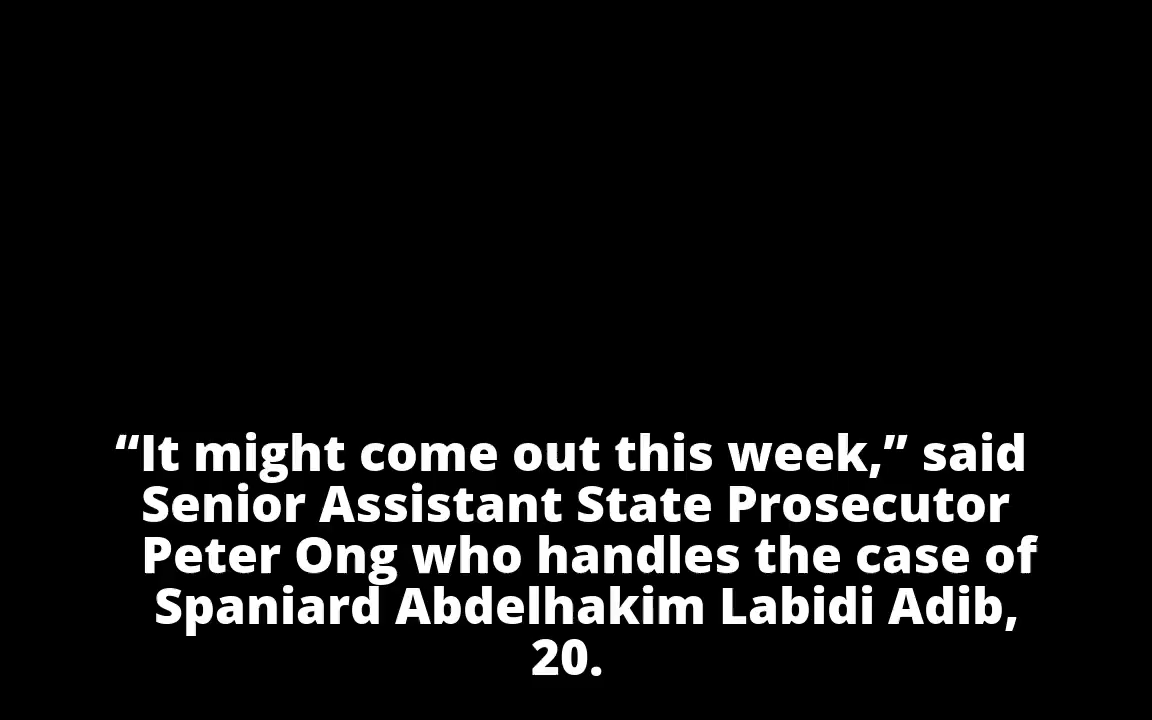 “It might come out this week,” said
Senior Assistant State Prosecutor
Peter Ong who handles the case of
Spaniard Abdelhakim Labidi Adib,
20.